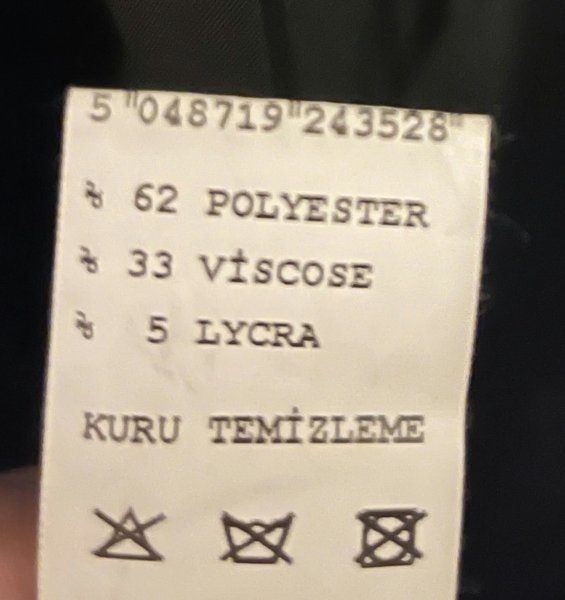 5"048719"243528"
% 62 POLYESTER
% 33 VİSCOSE
% 5 LYCRA
KURU TEMİZLEME